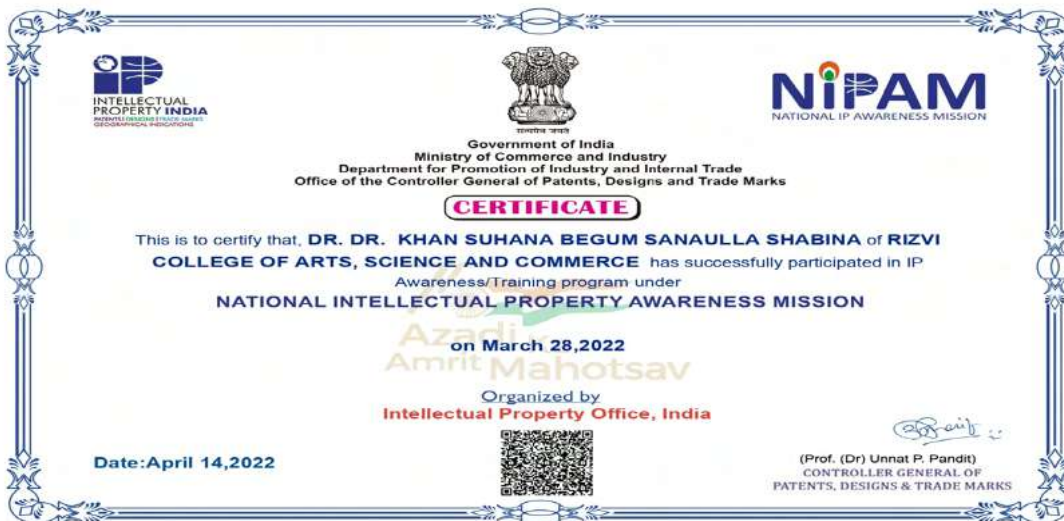 iP
INTELLECTUAL
PROPERTY INDIA
PATENTS | DESIGNS | TRADE MARKS
GEOGRAPHICAL INDICATIONS
सत्यमेव जयते
NiPAM
NATIONAL IP AWARENESS MISSION
Government of India
Ministry of Commerce and Industry
Department for Promotion of Industry and Internal Trade
Office of the Controller General of Patents, Designs and Trade Marks
CERTIFICATE
This is to certify that, DR. DR. KHAN SUHANA BEGUM SANAULLA SHABINA of RIZVI
COLLEGE OF ARTS, SCIENCE AND COMMERCE has successfully participated in IP
Awareness/Training program under
NATIONAL INTELLECTUAL PROPERTY AWARENESS MISSION
on March 28,2022
Azadi Ka
Amrit Mahotsav
Organized by
Intellectual Property Office, India
Date:April 14,2022
(Prof. (Dr) Unnat P. Pandit)
CONTROLLER GENERAL OF
PATENTS, DESIGNS & TRADE MARKS